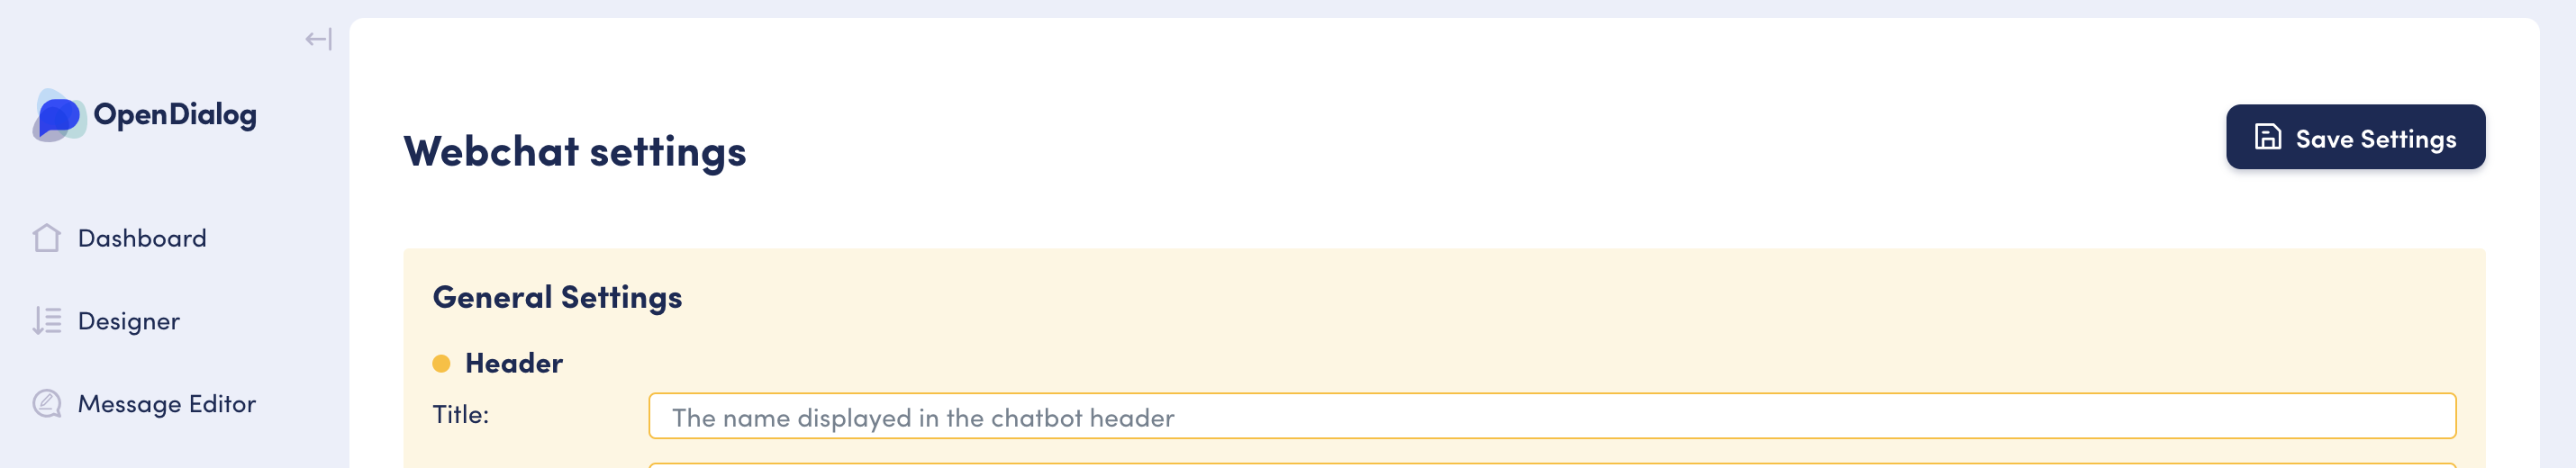 OpenDialog
Dashboard
Designer
Message Editor
Webchat settings
Save Settings
General Settings
Header
Title:
The name displayed in the chatbot header